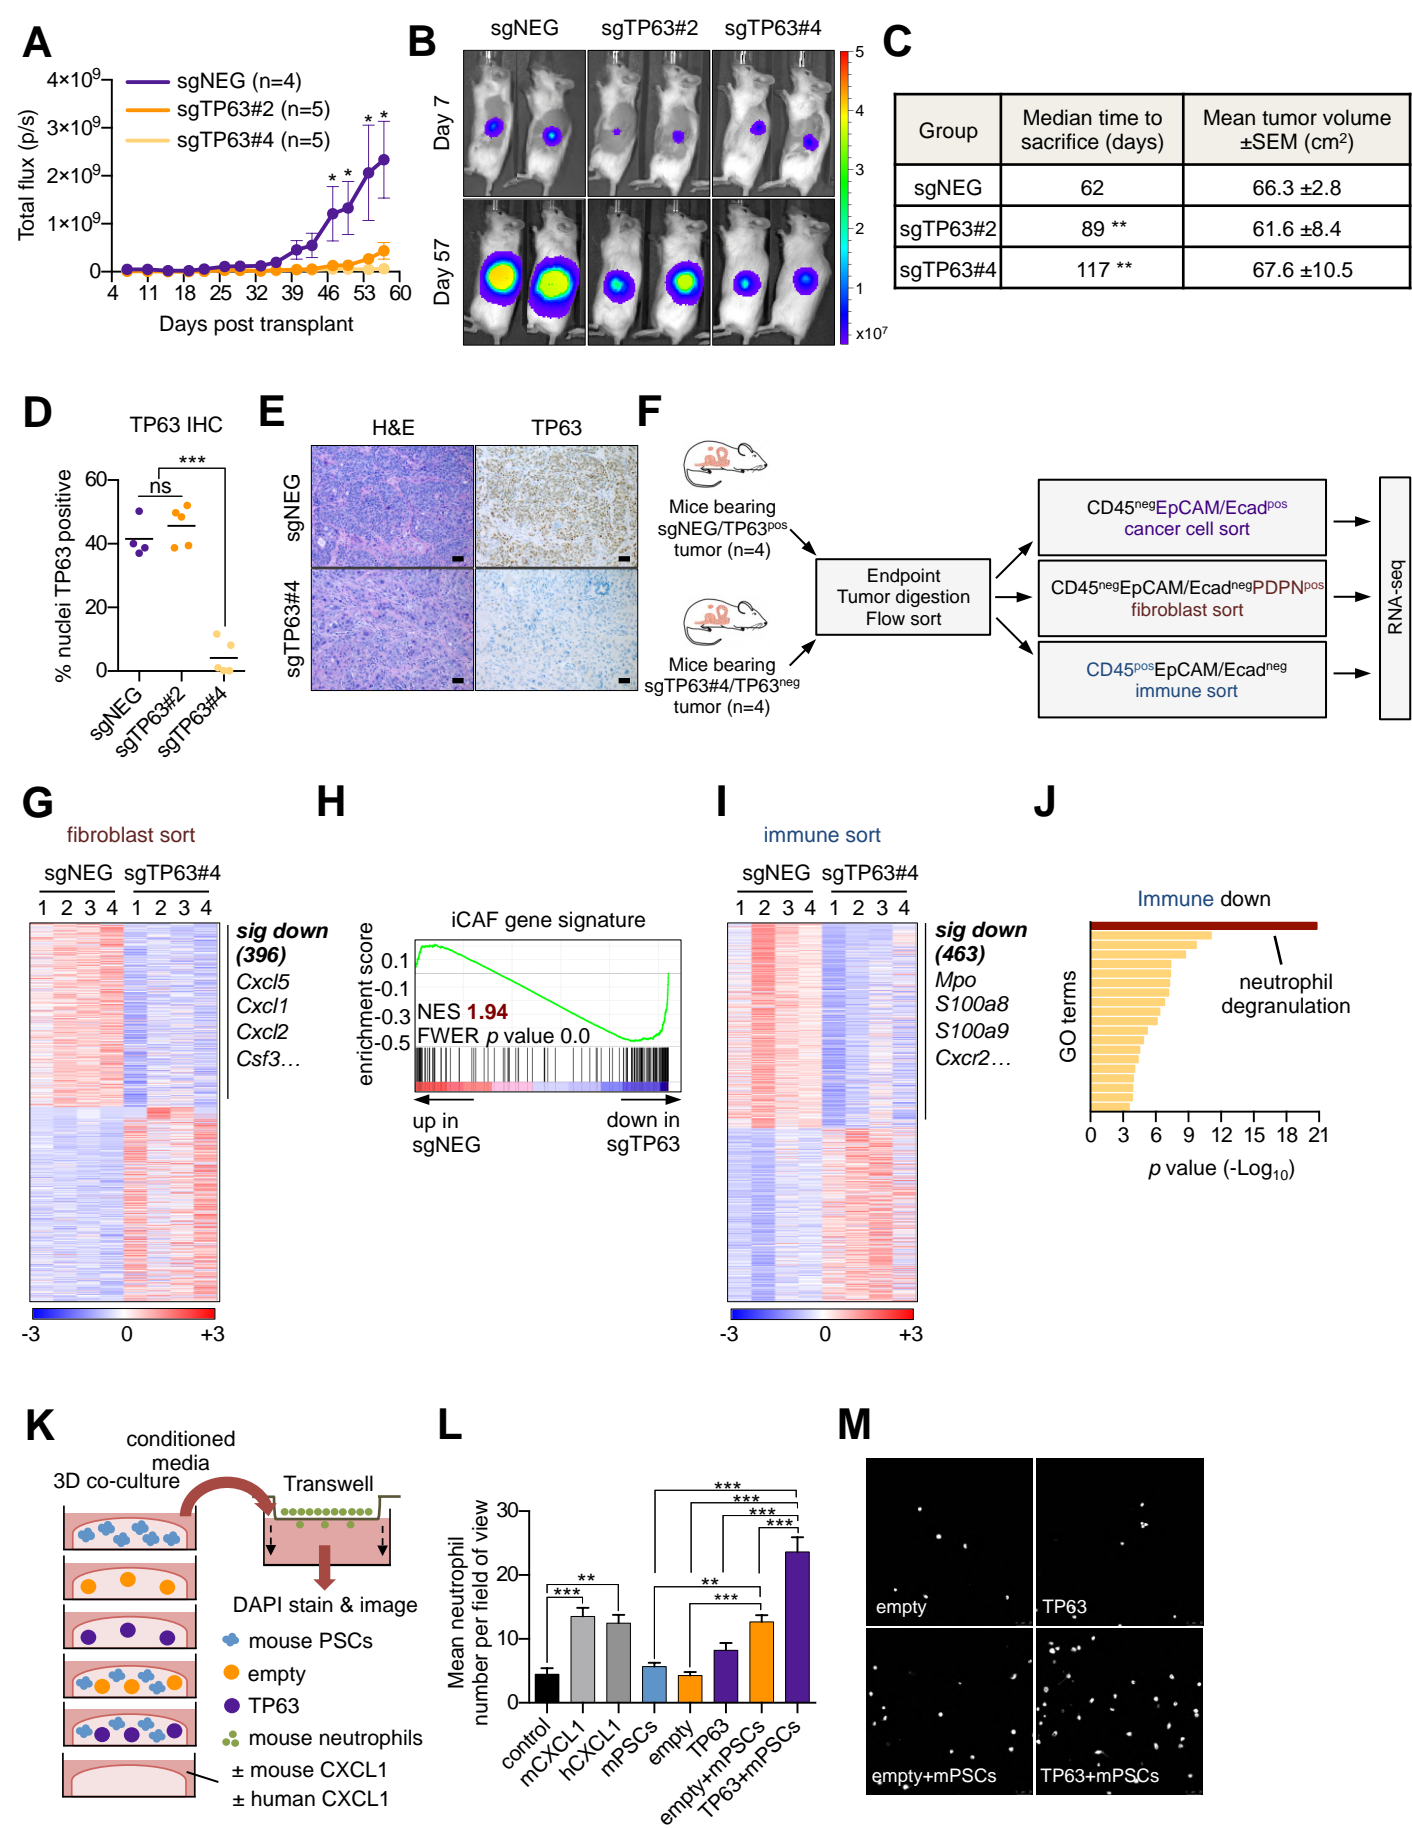 A
4×10⁹
3×10⁹
2×10⁹
1×10⁹
0
Total flux (p/s)
sgNEG (n=4)
sgTP63#2 (n=5)
sgTP63#4 (n=5)
* * * *
4 11 18 25 32 39 46 53 60
Days post transplant
B
sgNEG sgTP63#2 sgTP63#4
Day 7
Day 57
5
4
3
2
1
x10⁷
C
Group
Median time to
sacrifice (days)
Mean tumor volume
±SEM (cm²)
sgNEG 62 66.3 ±2.8
sgTP63#2 89 ** 61.6 ±8.4
sgTP63#4 117 ** 67.6 ±10.5
D
TP63 IHC
***
ns
% nuclei TP63 positive
60
40
20
0
sgNEG
sgTP63#2
sgTP63#4
E
H&E TP63
sgNEG
sgTP63#4
F
Mice bearing
sgNEG/TP63ᵖᵒˢ
tumor (n=4)
Mice bearing
sgTP63#4/TP63ⁿᵉᵍ
tumor (n=4)
Endpoint
Tumor digestion
Flow sort
CD45ⁿᵉᵍEpCAM/Ecadᵖᵒˢ
cancer cell sort
CD45ⁿᵉᵍEpCAM/EcadⁿᵉᵍPDPNᵖᵒˢ
fibroblast sort
CD45ᵖᵒˢEpCAM/Ecadⁿᵉᵍ
immune sort
RNA-seq
G
fibroblast sort
sgNEG sgTP63#4
1 2 3 4 1 2 3 4
sig down
(396)
Cxcl5
Cxcl1
Cxcl2
Csf3…
-3 0 +3
H
iCAF gene signature
enrichment score
0.1
-0.1
-0.3
-0.5
NES 1.94
FWER p value 0.0
up in
sgNEG
down in
sgTP63
I
immune sort
sgNEG sgTP63#4
1 2 3 4 1 2 3 4
sig down
(463)
Mpo
S100a8
S100a9
Cxcr2…
-3 0 +3
J
Immune down
GO terms
neutrophil
degranulation
0 3 6 9 12 15 18 21
p value (-Log₁₀)
K
conditioned
media
3D co-culture
Transwell
DAPI stain & image
mouse PSCs
empty
TP63
mouse neutrophils
± mouse CXCL1
± human CXCL1
L
Mean neutrophil
number per field of view
30
20
10
0
***
***
***
***
**
***
**
***
control
mCXCL1
hCXCL1
mPSCs
empty
TP63
empty+mPSCs
TP63+mPSCs
M
empty
TP63
empty+mPSCs
TP63+mPSCs